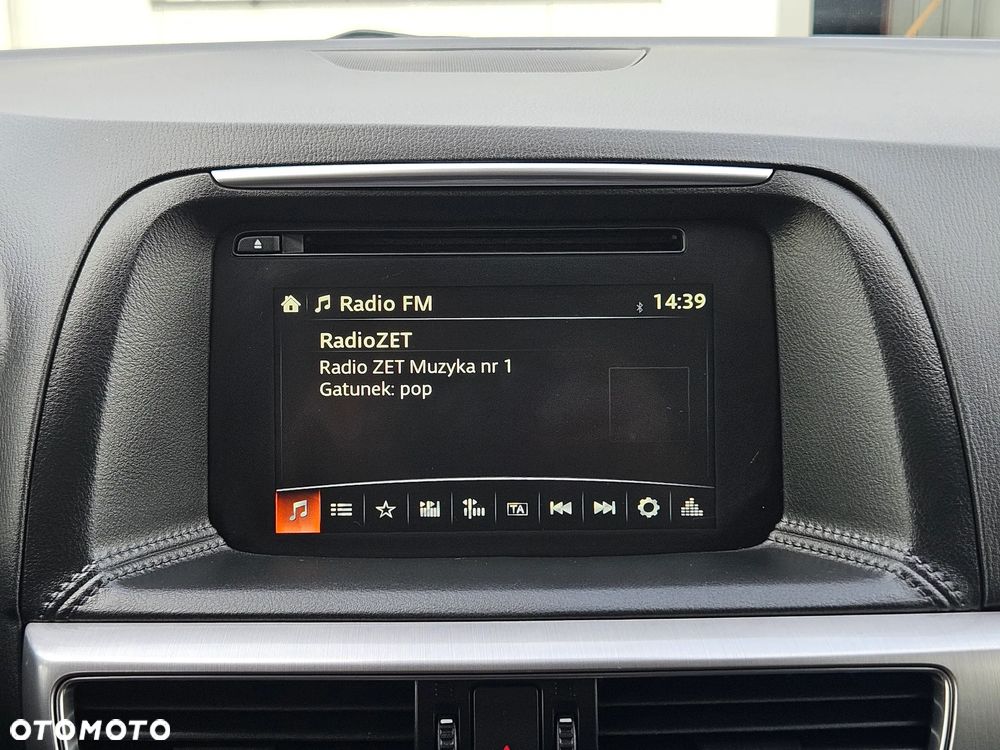 Radio FM
14:39
RadioZET
Radio ZET Muzyka nr 1
Gatunek: pop
TA
OTOMOTO